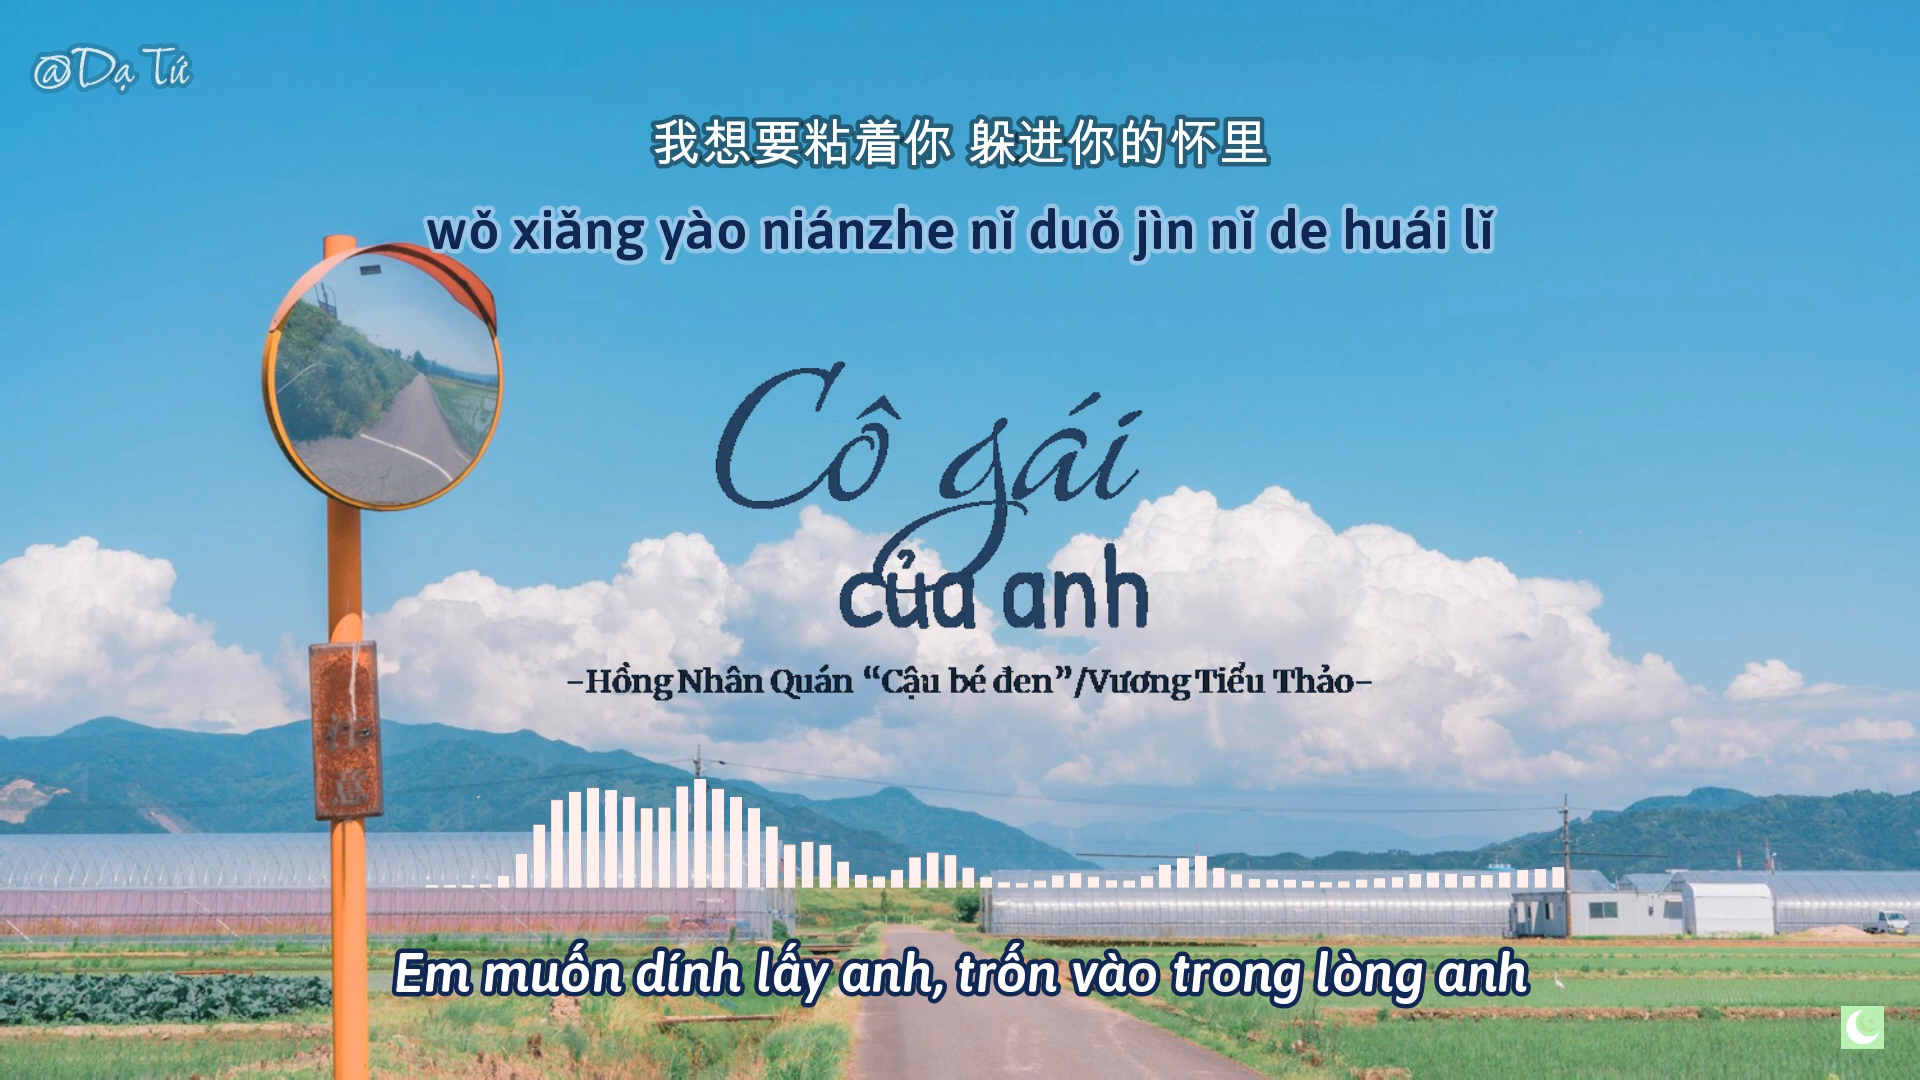 @Dạ Tứ
我想要粘着你 躲进你的怀里
wǒ xiǎng yào niánzhe nǐ duǒ jìn nǐ de huái lǐ
Cô gái
của anh
-Hồng Nhân Quán “Cậu bé đen”/Vương Tiểu Thảo-
Em muốn dính lấy anh, trốn vào trong lòng anh